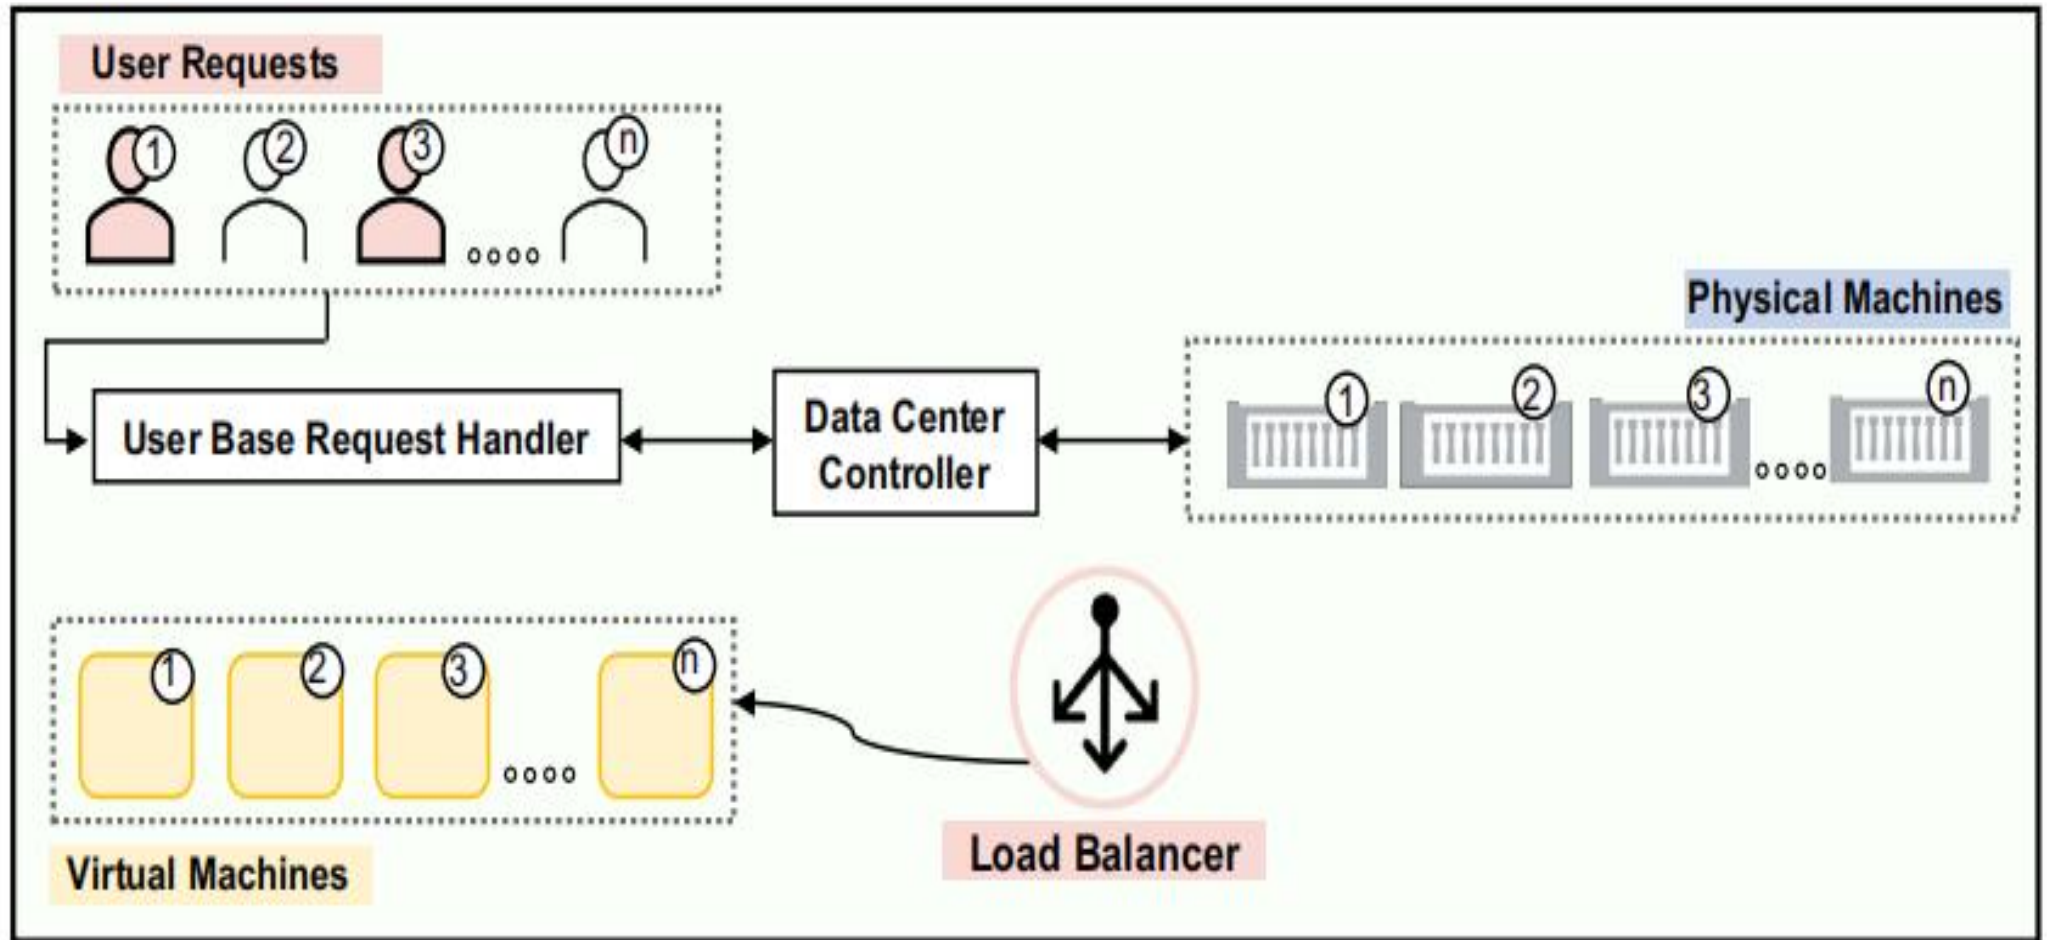 User Requests
1 2 3 n
Physical Machines
1 2 3 n
User Base Request Handler
Data Center
Controller
1 2 3 n
Virtual Machines
Load Balancer